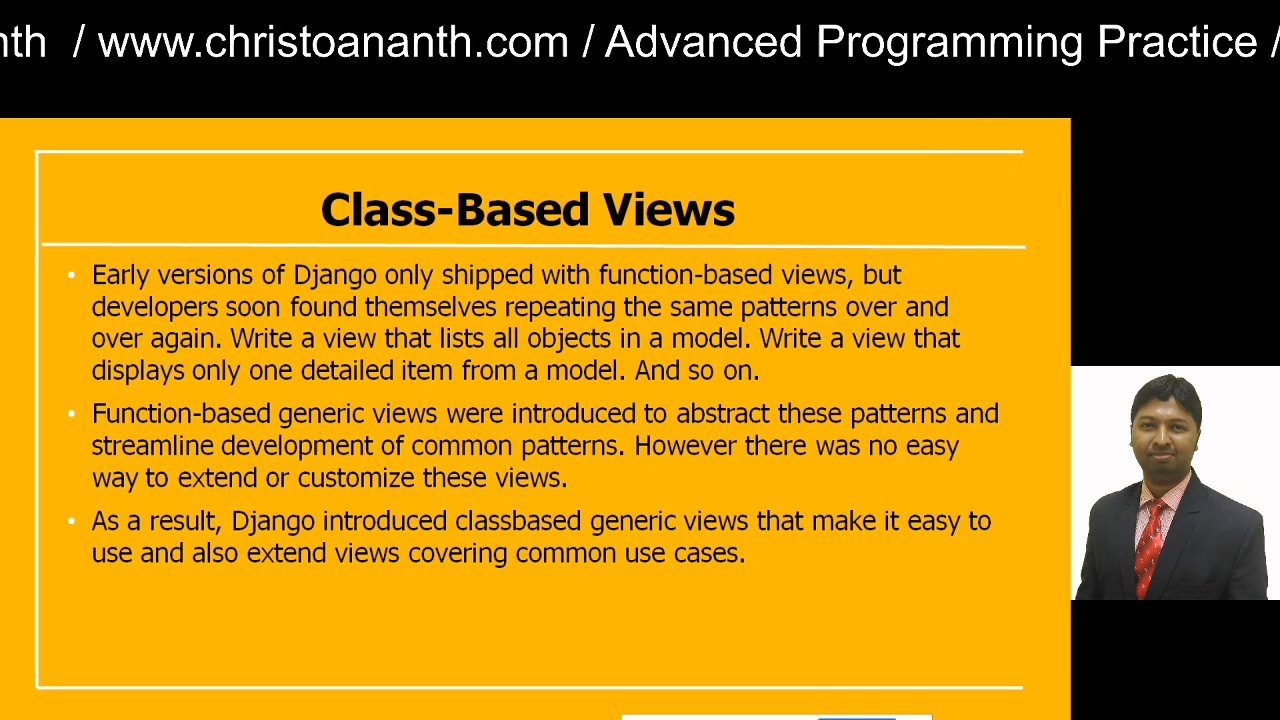 nth / www.christoananth.com / Advanced Programming Practice /
Class-Based Views
• Early versions of Django only shipped with function-based views, but
developers soon found themselves repeating the same patterns over and
over again. Write a view that lists all objects in a model. Write a view that
displays only one detailed item from a model. And so on.
• Function-based generic views were introduced to abstract these patterns and
streamline development of common patterns. However there was no easy
way to extend or customize these views.
• As a result, Django introduced classbased generic views that make it easy to
use and also extend views covering common use cases.